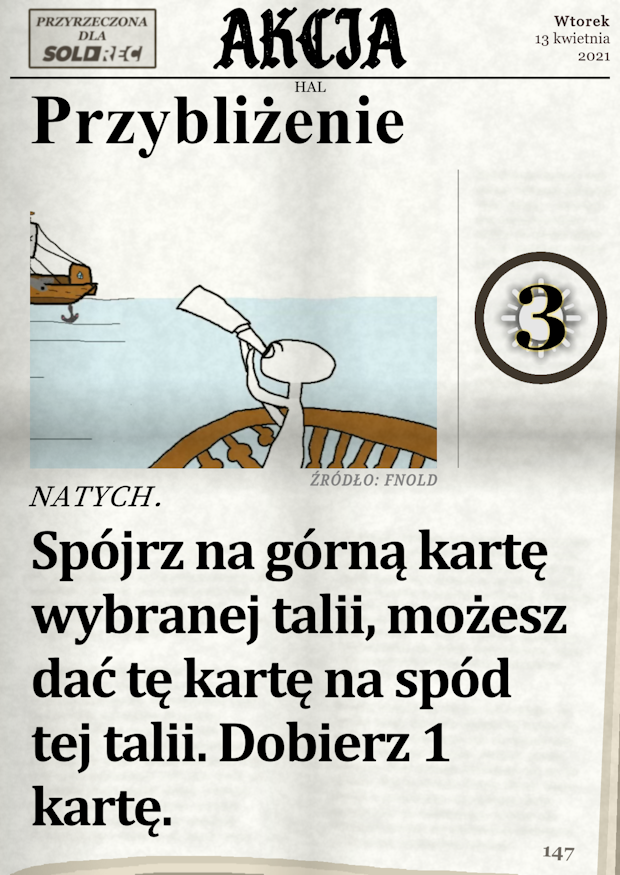 PRZYRZECZONA
DLA
SOLDREC
AKCJA
Wtorek
13 kwietnia
2021
HAL
Przybliżenie
3
ŹRÓDŁO: FNOLD
NATYCH.
Spójrz na górną kartę
wybranej talii, możesz
dać tę kartę na spód
tej talii. Dobierz 1
kartę.
147